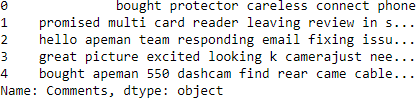 0 bought protector careless connect phone
1 promised multi card reader leaving review in s...
2 hello apeman team responding email fixing issu...
3 great picture excited looking k camerajust nee...
4 bought apeman 550 dashcam find rear came cable...
Name: Comments, dtype: object